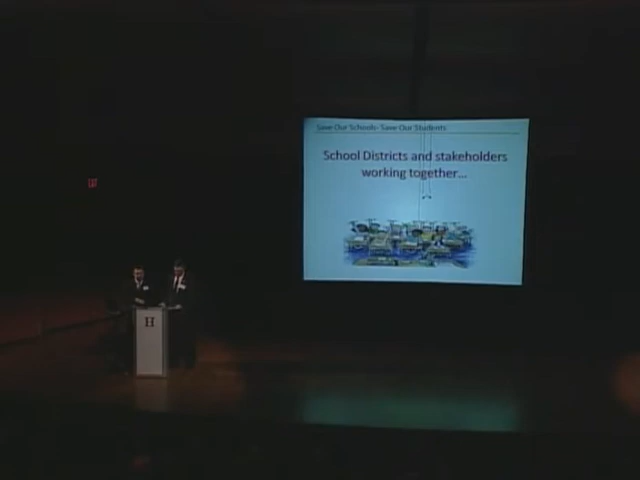 Save Our Schools- Save Our Students
School Districts and stakeholders
working together...
H